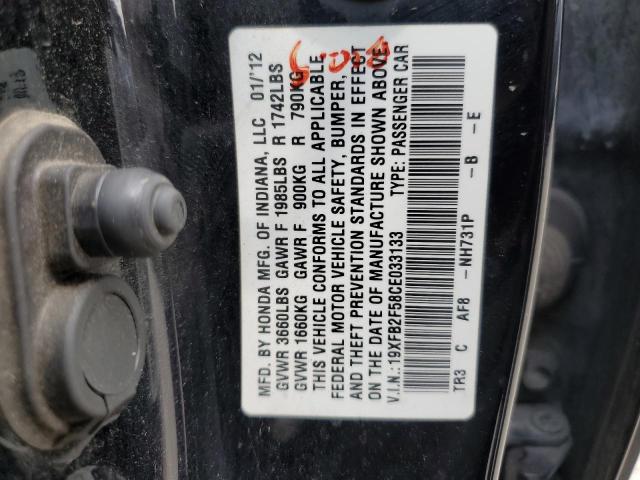 MFD. BY HONDA MFG. OF INDIANA, LLC 01/'12
GVWR 3660LBS GAWR F 1985LBS R 1742LBS
GVWR 1660KG GAWR F 900KG R 790KG
THIS VEHICLE CONFORMS TO ALL APPLICABLE
FEDERAL MOTOR VEHICLE SAFETY, BUMPER,
AND THEFT PREVENTION STANDARDS IN EFFECT
ON THE DATE OF MANUFACTURE SHOWN ABOVE.
V.I.N.: 19XFB2F58CE033133 TYPE: PASSENGER CAR
TR3 C AF8 -NH731P -B -E